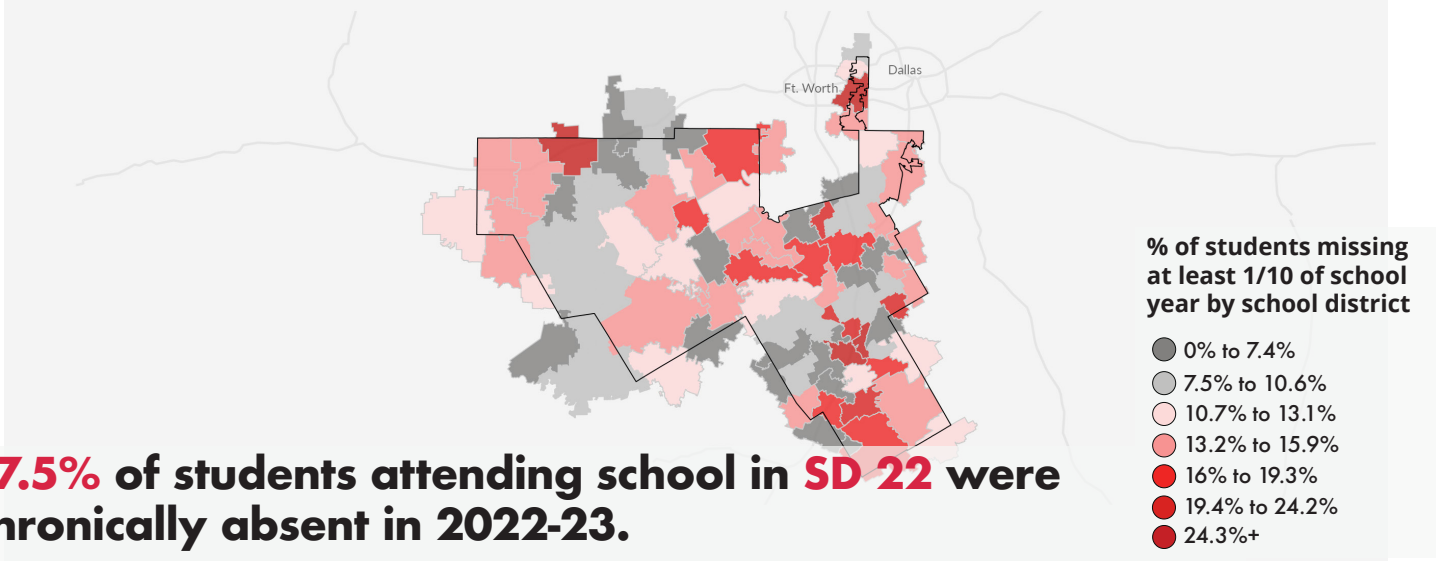 Dallas
Ft. Worth
% of students missing
at least 1/10 of school
year by school district
0% to 7.4%
7.5% to 10.6%
10.7% to 13.1%
13.2% to 15.9%
16% to 19.3%
19.4% to 24.2%
24.3%+
7.5% of students attending school in SD 22 were
hronically absent in 2022-23.